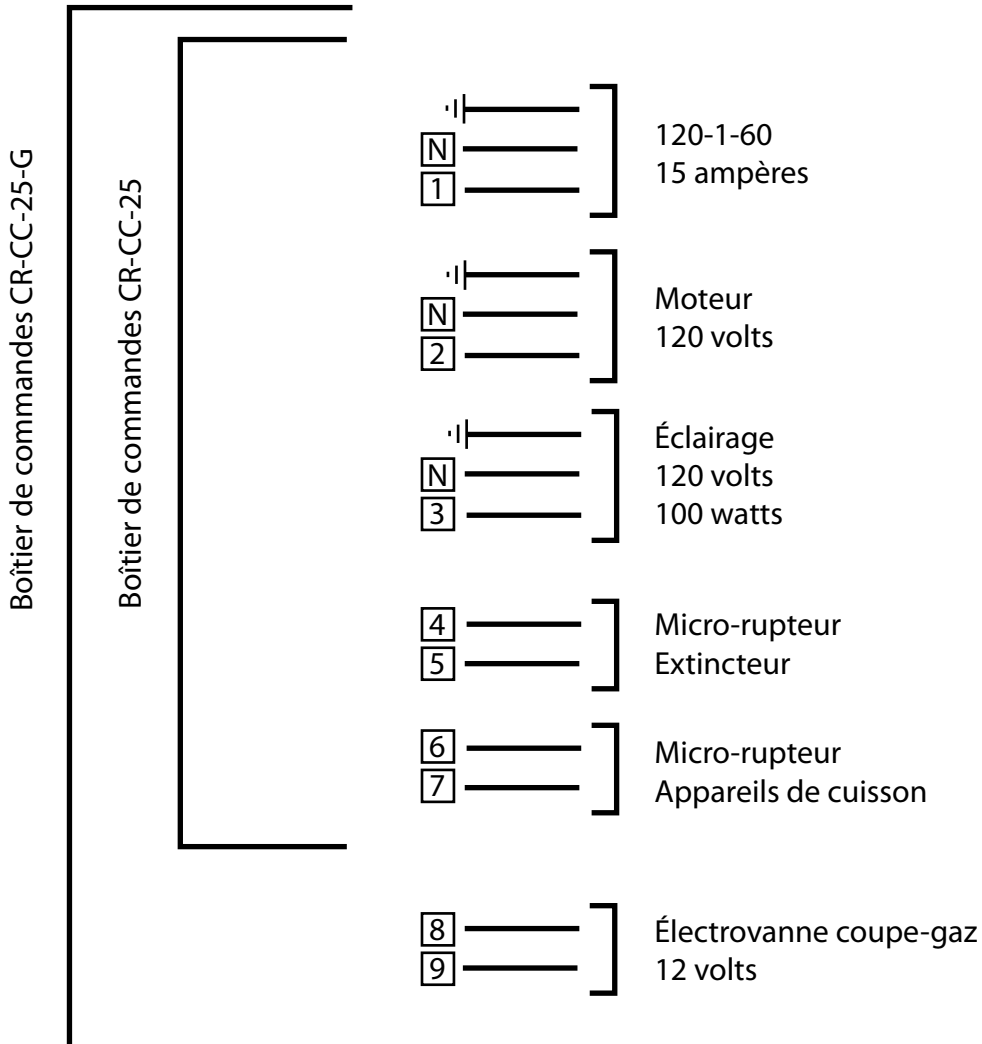 Boîtier de commandes CR-CC-25-G
Boîtier de commandes CR-CC-25
N
1
120-1-60
15 ampères
N
2
Moteur
120 volts
N
3
Éclairage
120 volts
100 watts
4
5
Micro-rupteur
Extincteur
6
7
Micro-rupteur
Appareils de cuisson
8
9
Électrovanne coupe-gaz
12 volts